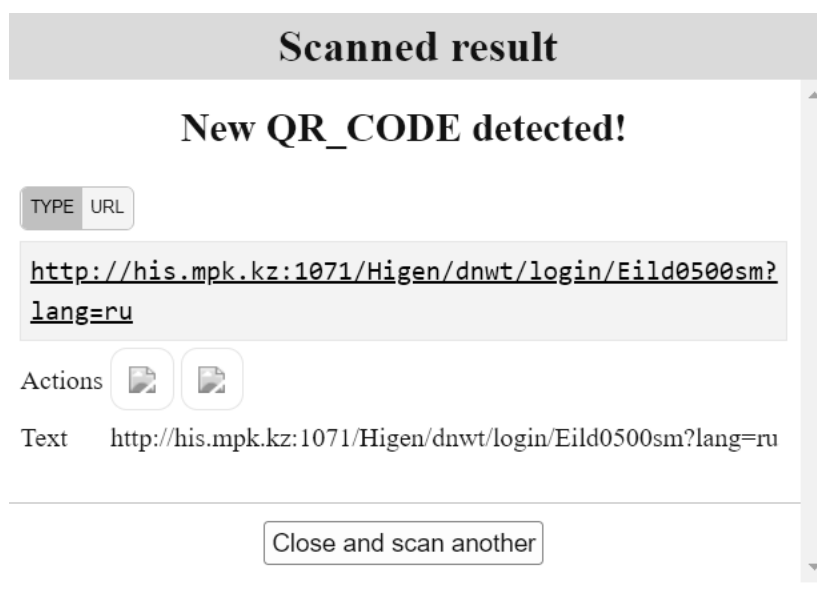 Scanned result
New QR_CODE detected!
TYPE URL
http://his.mpk.kz:1071/Higen/dnwt/login/Eild0500sm?
lang=ru
Actions
Text http://his.mpk.kz:1071/Higen/dnwt/login/Eild0500sm?lang=ru
Close and scan another